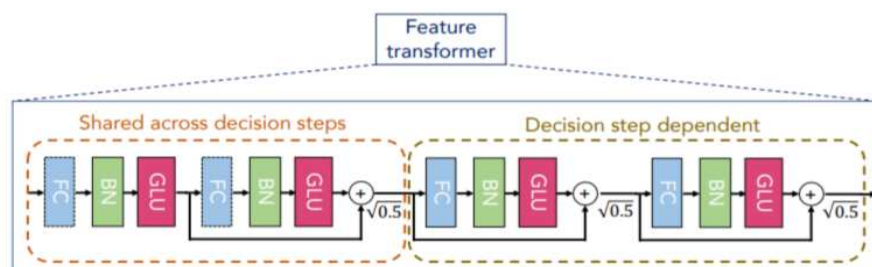 Feature
transformer
Shared across decision steps
Decision step dependent
FC
BN
GLU
FC
BN
GLU
+
√0.5
FC
BN
GLU
+
√0.5
FC
BN
GLU
+
√0.5